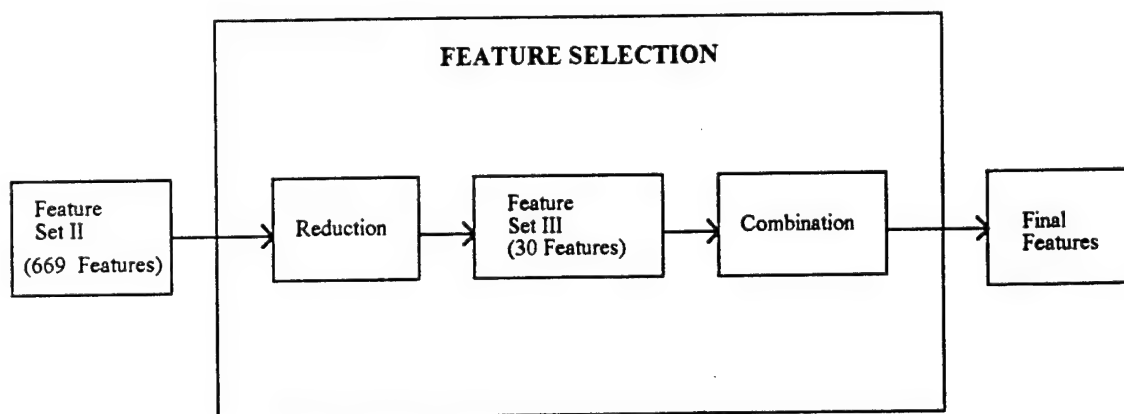 FEATURE SELECTION
Feature
Set II
(669 Features)
Reduction
Feature
Set III
(30 Features)
Combination
Final
Features